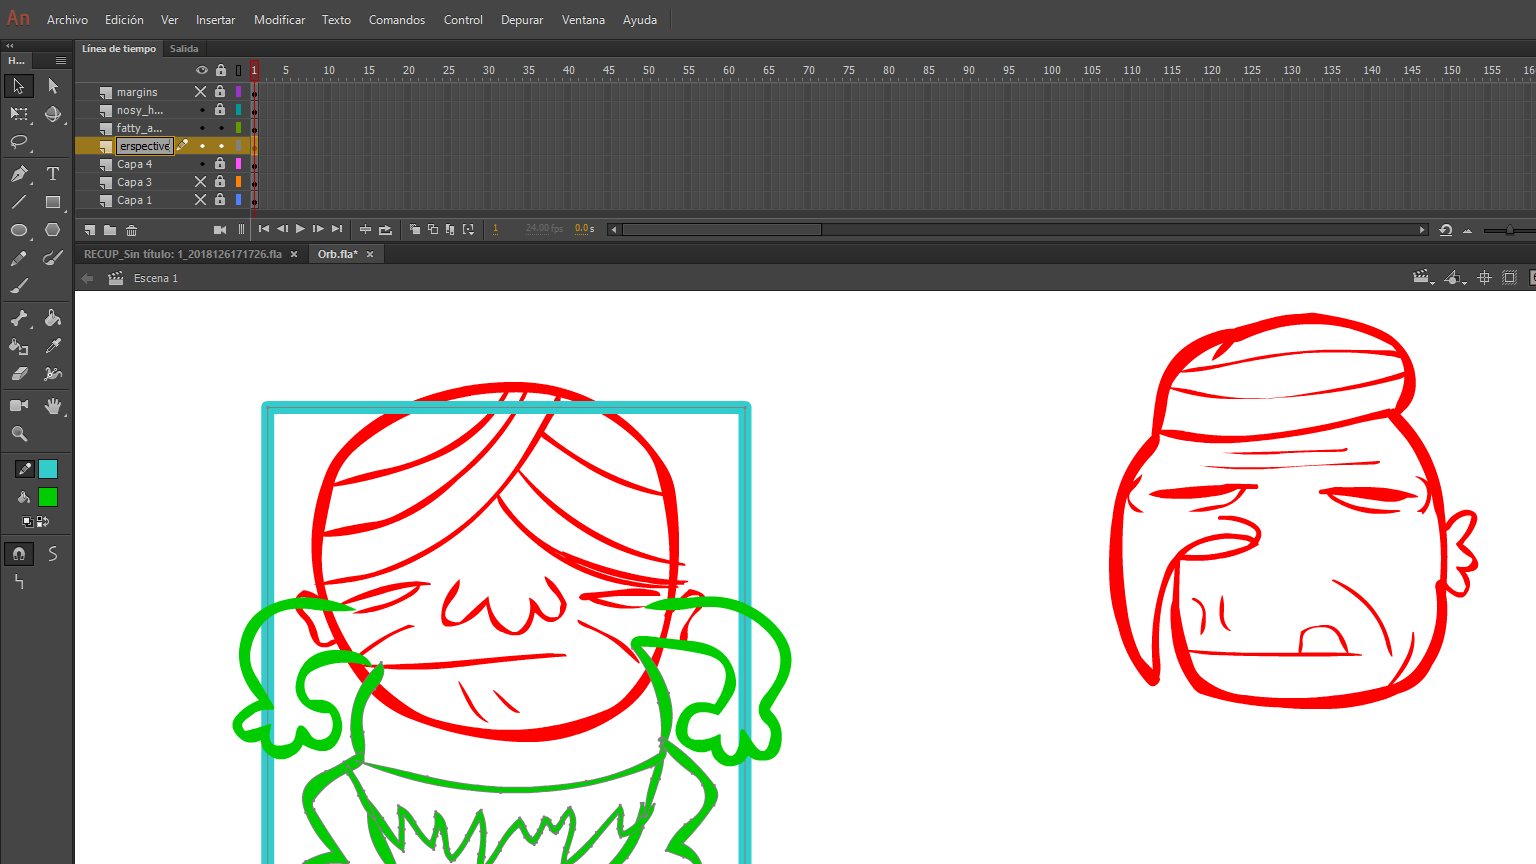 An Archivo Edición Ver Insertar Modificar Texto Comandos Control Depurar Ventana Ayuda
H... Línea de tiempo Salida
1 5 10 15 20 25 30 35 40 45 50 55 60 65 70 75 80 85 90 95 100 105 110 115 120 125 130 135 140 145 150 155 16
margins
nosy_h...
fatty_a...
erspective
Capa 4
Capa 3
Capa 1
1 24.00 fps 0.0 s
RECUP_Sin título: 1_2018126171726.fla × Orb.fla* ×
Escena 1